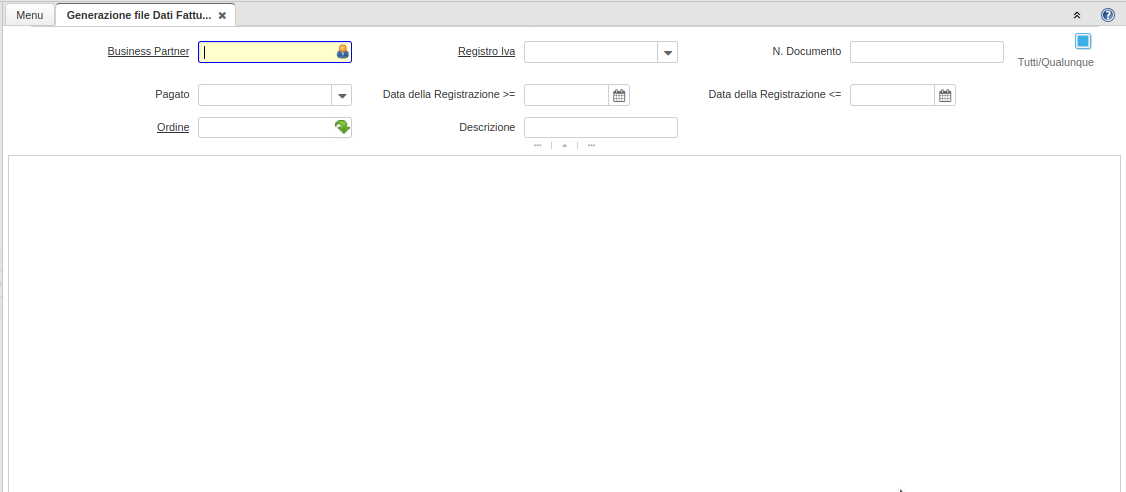 Menu
Generazione file Dati Fattu...
Business Partner
Registro Iva
N. Documento
Tutti/Qualunque
Pagato
Data della Registrazione >=
Data della Registrazione <=
Ordine
Descrizione